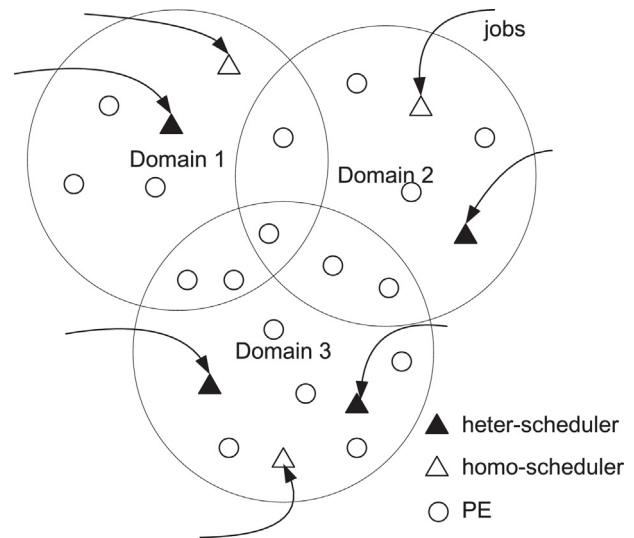 jobs
Domain 1
Domain 2
Domain 3
heter-scheduler
homo-scheduler
PE